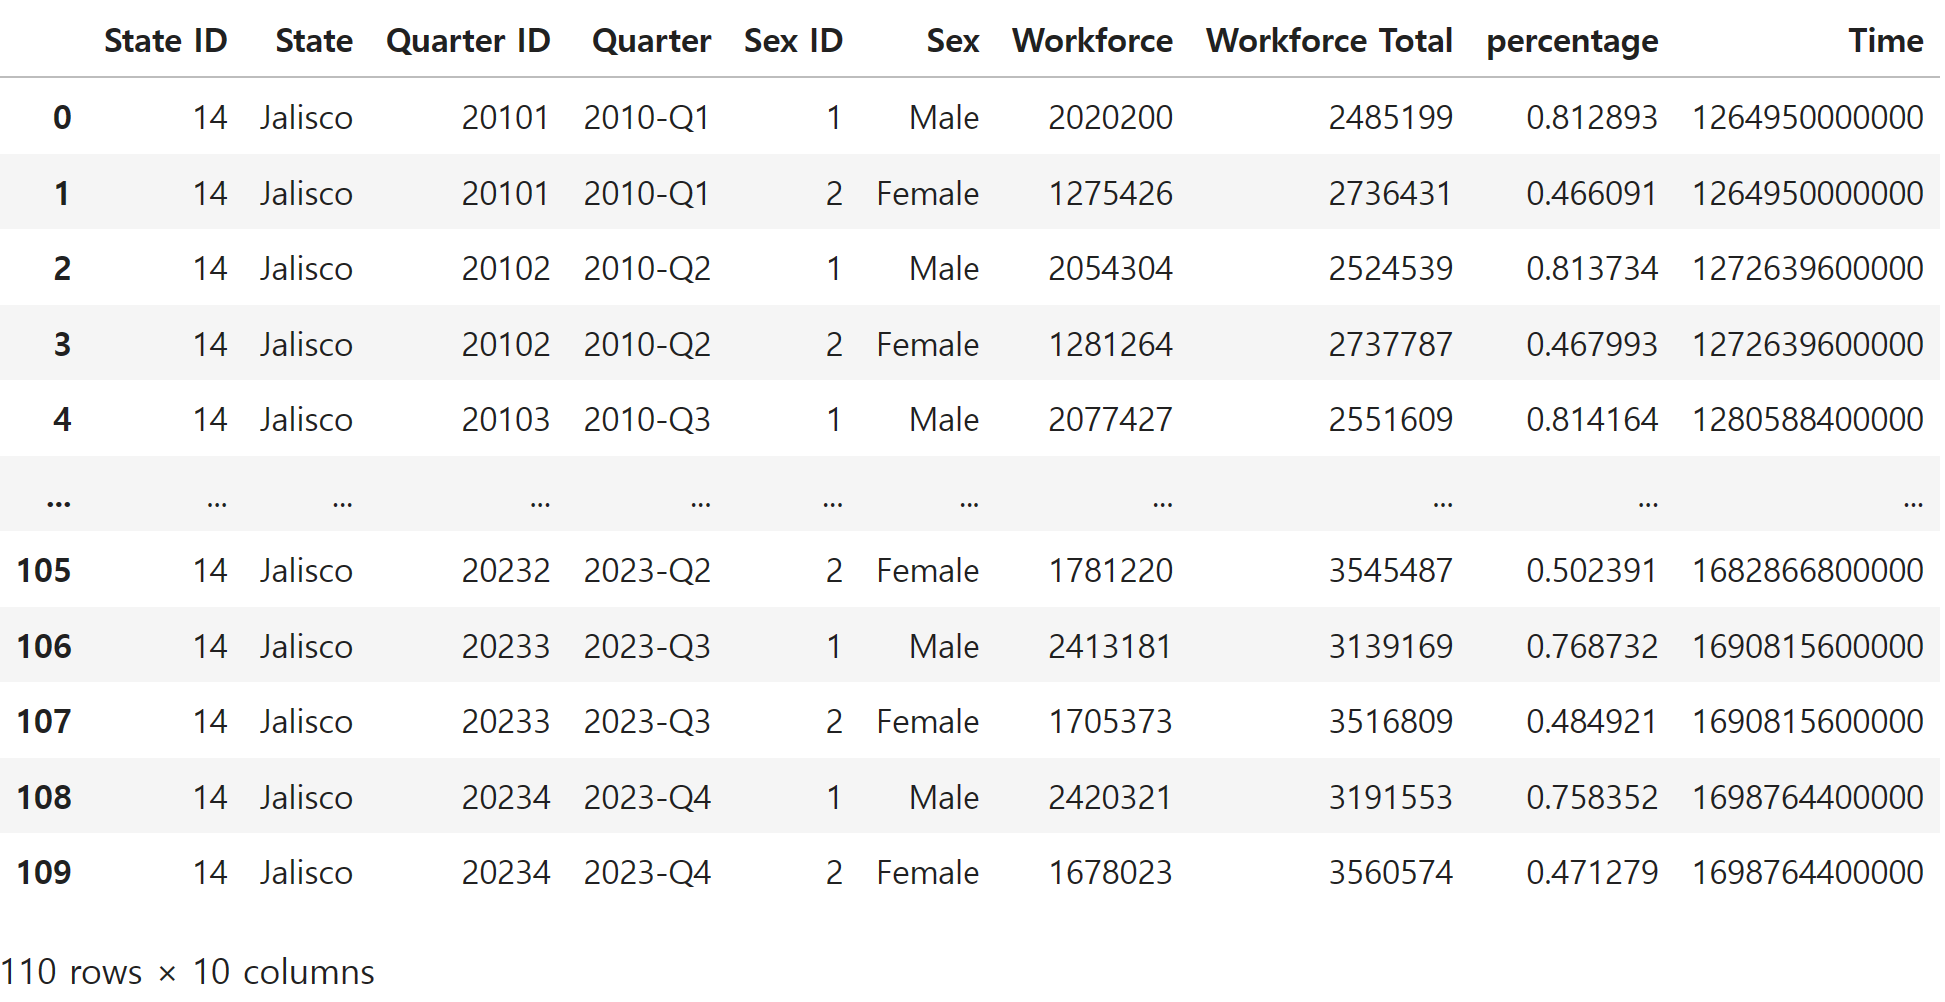 State ID State Quarter ID Quarter Sex ID Sex Workforce Workforce Total percentage Time
0 14 Jalisco 20101 2010-Q1 1 Male 2020200 2485199 0.812893 1264950000000
1 14 Jalisco 20101 2010-Q1 2 Female 1275426 2736431 0.466091 1264950000000
2 14 Jalisco 20102 2010-Q2 1 Male 2054304 2524539 0.813734 1272639600000
3 14 Jalisco 20102 2010-Q2 2 Female 1281264 2737787 0.467993 1272639600000
4 14 Jalisco 20103 2010-Q3 1 Male 2077427 2551609 0.814164 1280588400000
... ... ... ... ... ... ... ... ... ... ...
105 14 Jalisco 20232 2023-Q2 2 Female 1781220 3545487 0.502391 1682866800000
106 14 Jalisco 20233 2023-Q3 1 Male 2413181 3139169 0.768732 1690815600000
107 14 Jalisco 20233 2023-Q3 2 Female 1705373 3516809 0.484921 1690815600000
108 14 Jalisco 20234 2023-Q4 1 Male 2420321 3191553 0.758352 1698764400000
109 14 Jalisco 20234 2023-Q4 2 Female 1678023 3560574 0.471279 1698764400000
110 rows × 10 columns